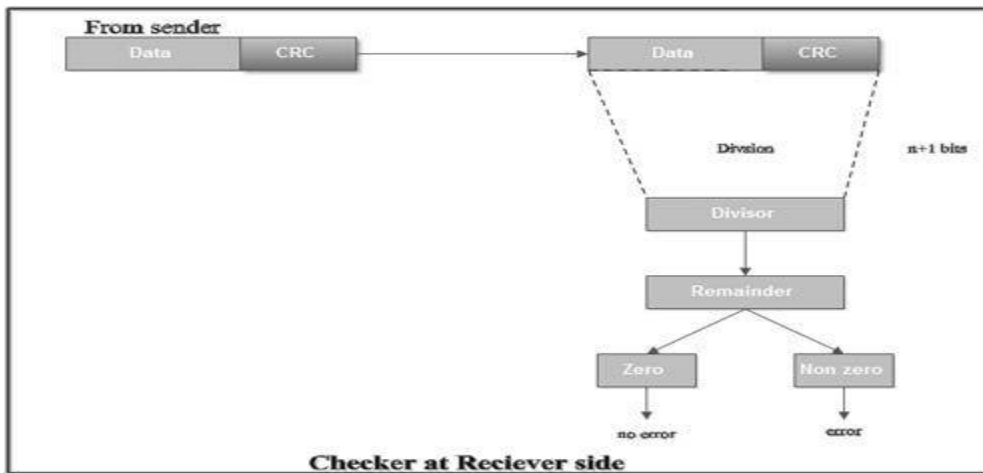 From sender
Data CRC Data CRC
Division n+1 bits
Divisor
Remainder
Zero Non zero
no error error
Checker at Reciever side